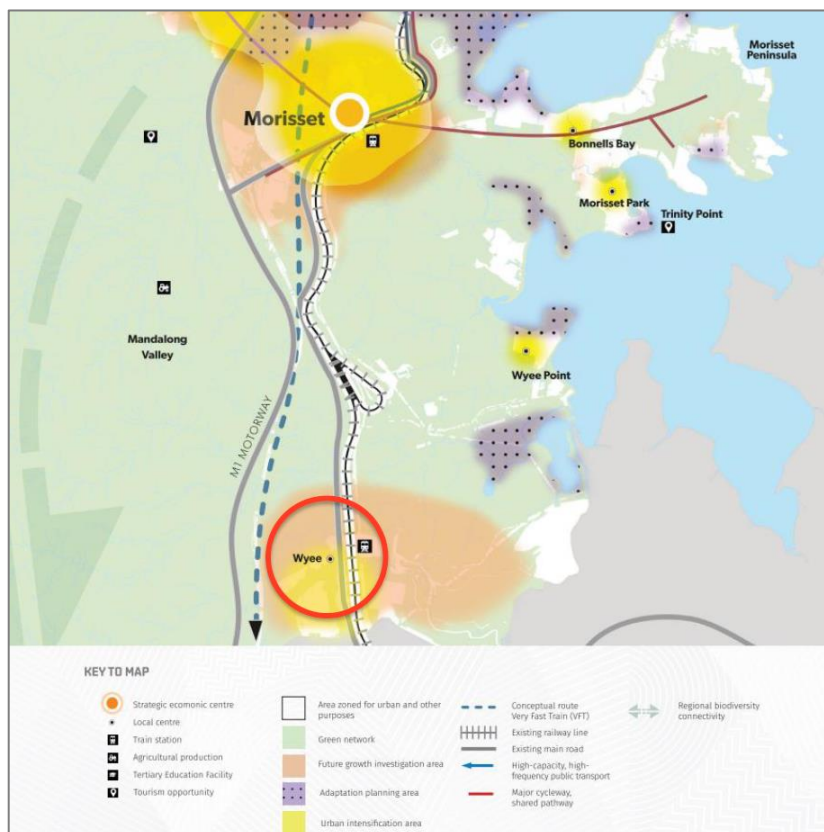 Morisset
Peninsula
Morisset
Bonnells Bay
Morisset Park
Trinity Point
Mandalong
Valley
Wyee Point
M1 MOTORWAY
Wyee
KEY TO MAP
Strategic ecomonic centre
Local centre
Train station
Agricultural production
Tertiary Education Facility
Tourism opportunity
Area zoned for urban and other
purposes
Green network
Future growth investigation area
Adaptation planning area
Urban intensification area
Conceptual route
Very Fast Train (VFT)
Existing railway line
Existing main road
High-capacity, high-
frequency public transport
Major cycleway,
shared pathway
Regional biodiversity
connectivity